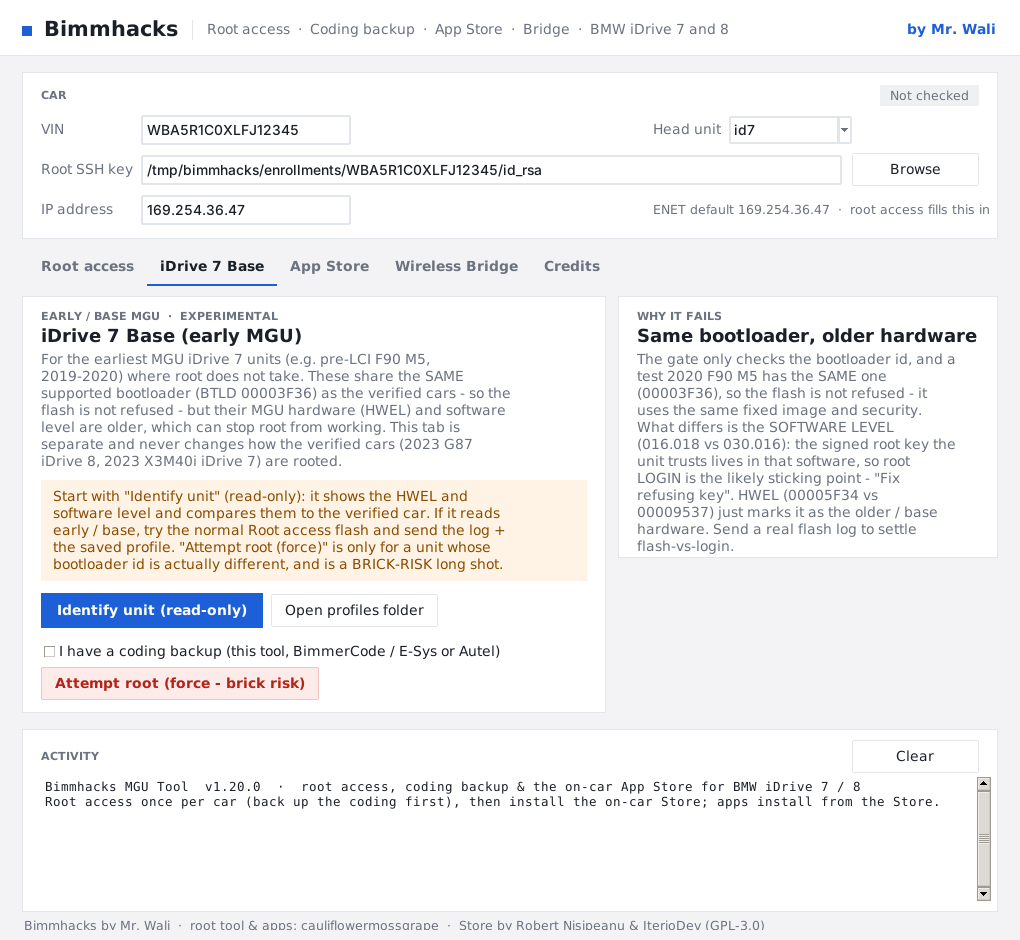 Bimmhacks
Root access · Coding backup · App Store · Bridge · BMW iDrive 7 and 8
by Mr. Wali
CAR
Not checked
VIN
WBA5R1C0XLFJ12345
Head unit
id7
Root SSH key
/tmp/bimmhacks/enrollments/WBA5R1C0XLFJ12345/id_rsa
Browse
IP address
169.254.36.47
ENET default 169.254.36.47 · root access fills this in
Root access
iDrive 7 Base
App Store
Wireless Bridge
Credits
EARLY / BASE MGU · EXPERIMENTAL
iDrive 7 Base (early MGU)
For the earliest MGU iDrive 7 units (e.g. pre-LCI F90 M5,
2019-2020) where root does not take. These share the SAME
supported bootloader (BTLD 00003F36) as the verified cars - so the
flash is not refused - but their MGU hardware (HWEL) and software
level are older, which can stop root from working. This tab is
separate and never changes how the verified cars (2023 G87
iDrive 8, 2023 X3M40i iDrive 7) are rooted.
Start with "Identify unit" (read-only): it shows the HWEL and
software level and compares them to the verified car. If it reads
early / base, try the normal Root access flash and send the log +
the saved profile. "Attempt root (force)" is only for a unit whose
bootloader id is actually different, and is a BRICK-RISK long shot.
Identify unit (read-only)
Open profiles folder
I have a coding backup (this tool, BimmerCode / E-Sys or Autel)
Attempt root (force - brick risk)
WHY IT FAILS
Same bootloader, older hardware
The gate only checks the bootloader id, and a
test 2020 F90 M5 has the SAME one
(00003F36), so the flash is not refused - it
uses the same fixed image and security.
What differs is the SOFTWARE LEVEL
(016.018 vs 030.016): the signed root key the
unit trusts lives in that software, so root
LOGIN is the likely sticking point - "Fix
refusing key". HWEL (00005F34 vs
00009537) just marks it as the older / base
hardware. Send a real flash log to settle
flash-vs-login.
ACTIVITY
Clear
Bimmhacks MGU Tool v1.20.0 · root access, coding backup & the on-car App Store for BMW iDrive 7 / 8
Root access once per car (back up the coding first), then install the on-car Store; apps install from the Store.
Bimmhacks by Mr. Wali · root tool & apps: cauliflowermossgrape · Store by Robert Nisipeanu & IterioDev (GPL-3.0)